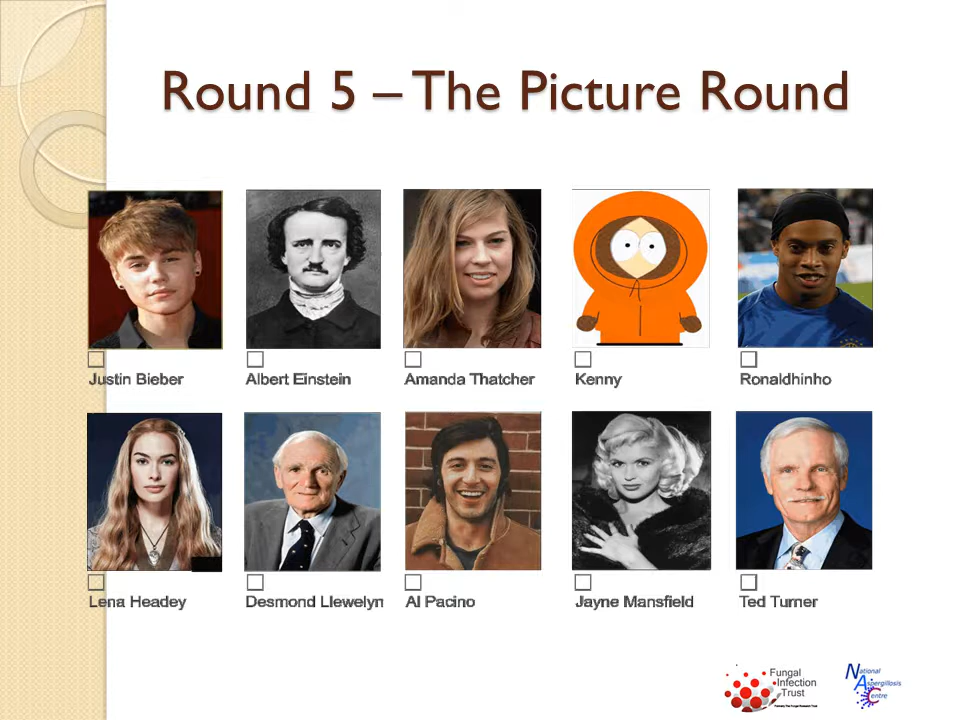 Round 5 – The Picture Round
Justin Bieber
Albert Einstein
Amanda Thatcher
Kenny
Ronaldhinho
Lena Headey
Desmond Llewelyn
Al Pacino
Jayne Mansfield
Ted Turner
Fungal
Infection
Trust
National
Aspergillosis
Centre